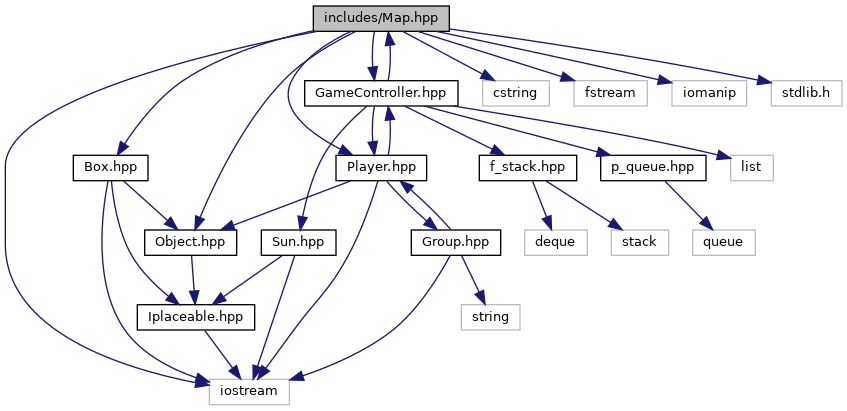 includes/Map.hpp
GameController.hpp
cstring
fstream
iomanip
stdlib.h
Box.hpp
Player.hpp
f_stack.hpp
p_queue.hpp
list
Object.hpp
Sun.hpp
Group.hpp
deque
stack
queue
Iplaceable.hpp
string
iostream